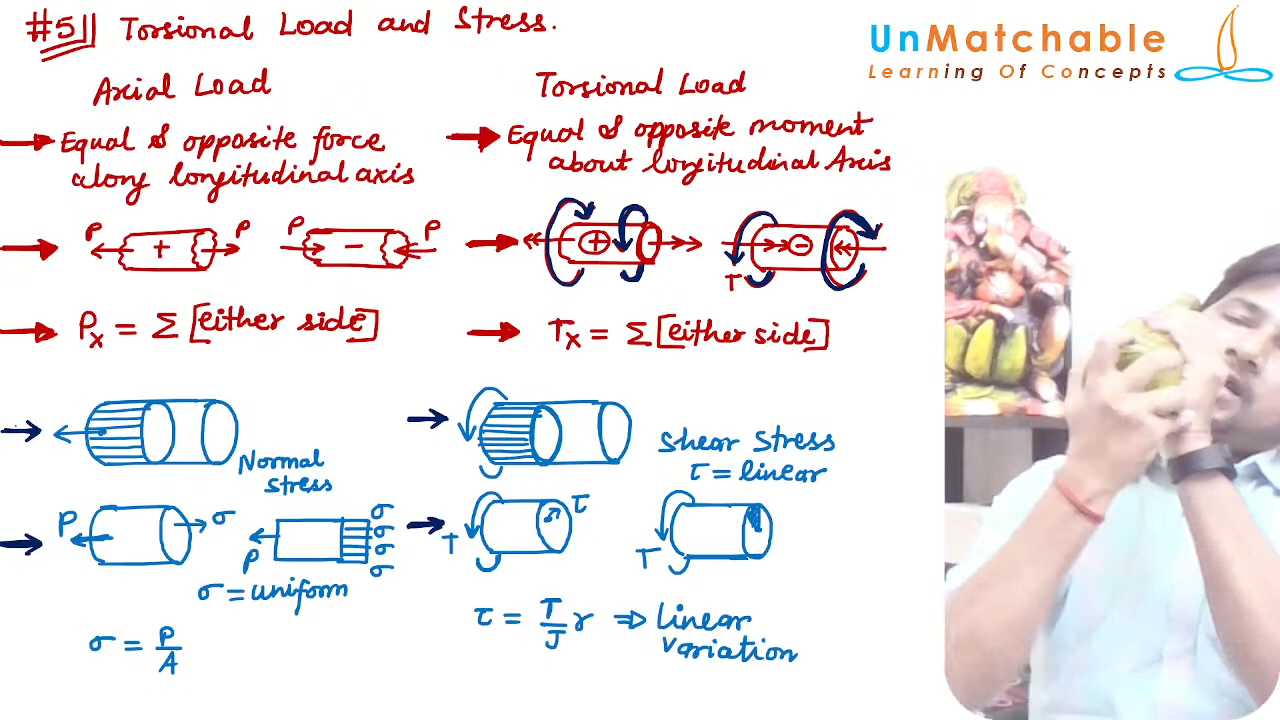 #5 Torsional Load and Stress.
UnMatchable
Learning Of Concepts
Axial Load
→ Equal & opposite force
along longitudinal axis
P + P P - P
→ Pₓ = Σ [either side]
Normal
stress
P σ P σ σ σ σ
σ = uniform
σ = P/A
Torsional Load
→ Equal & opposite moment
about longitudinal Axis
+ - T
→ Tₓ = Σ [either side]
Shear Stress
τ = linear
T τ T
τ = T/J r ⇒ linear
variation